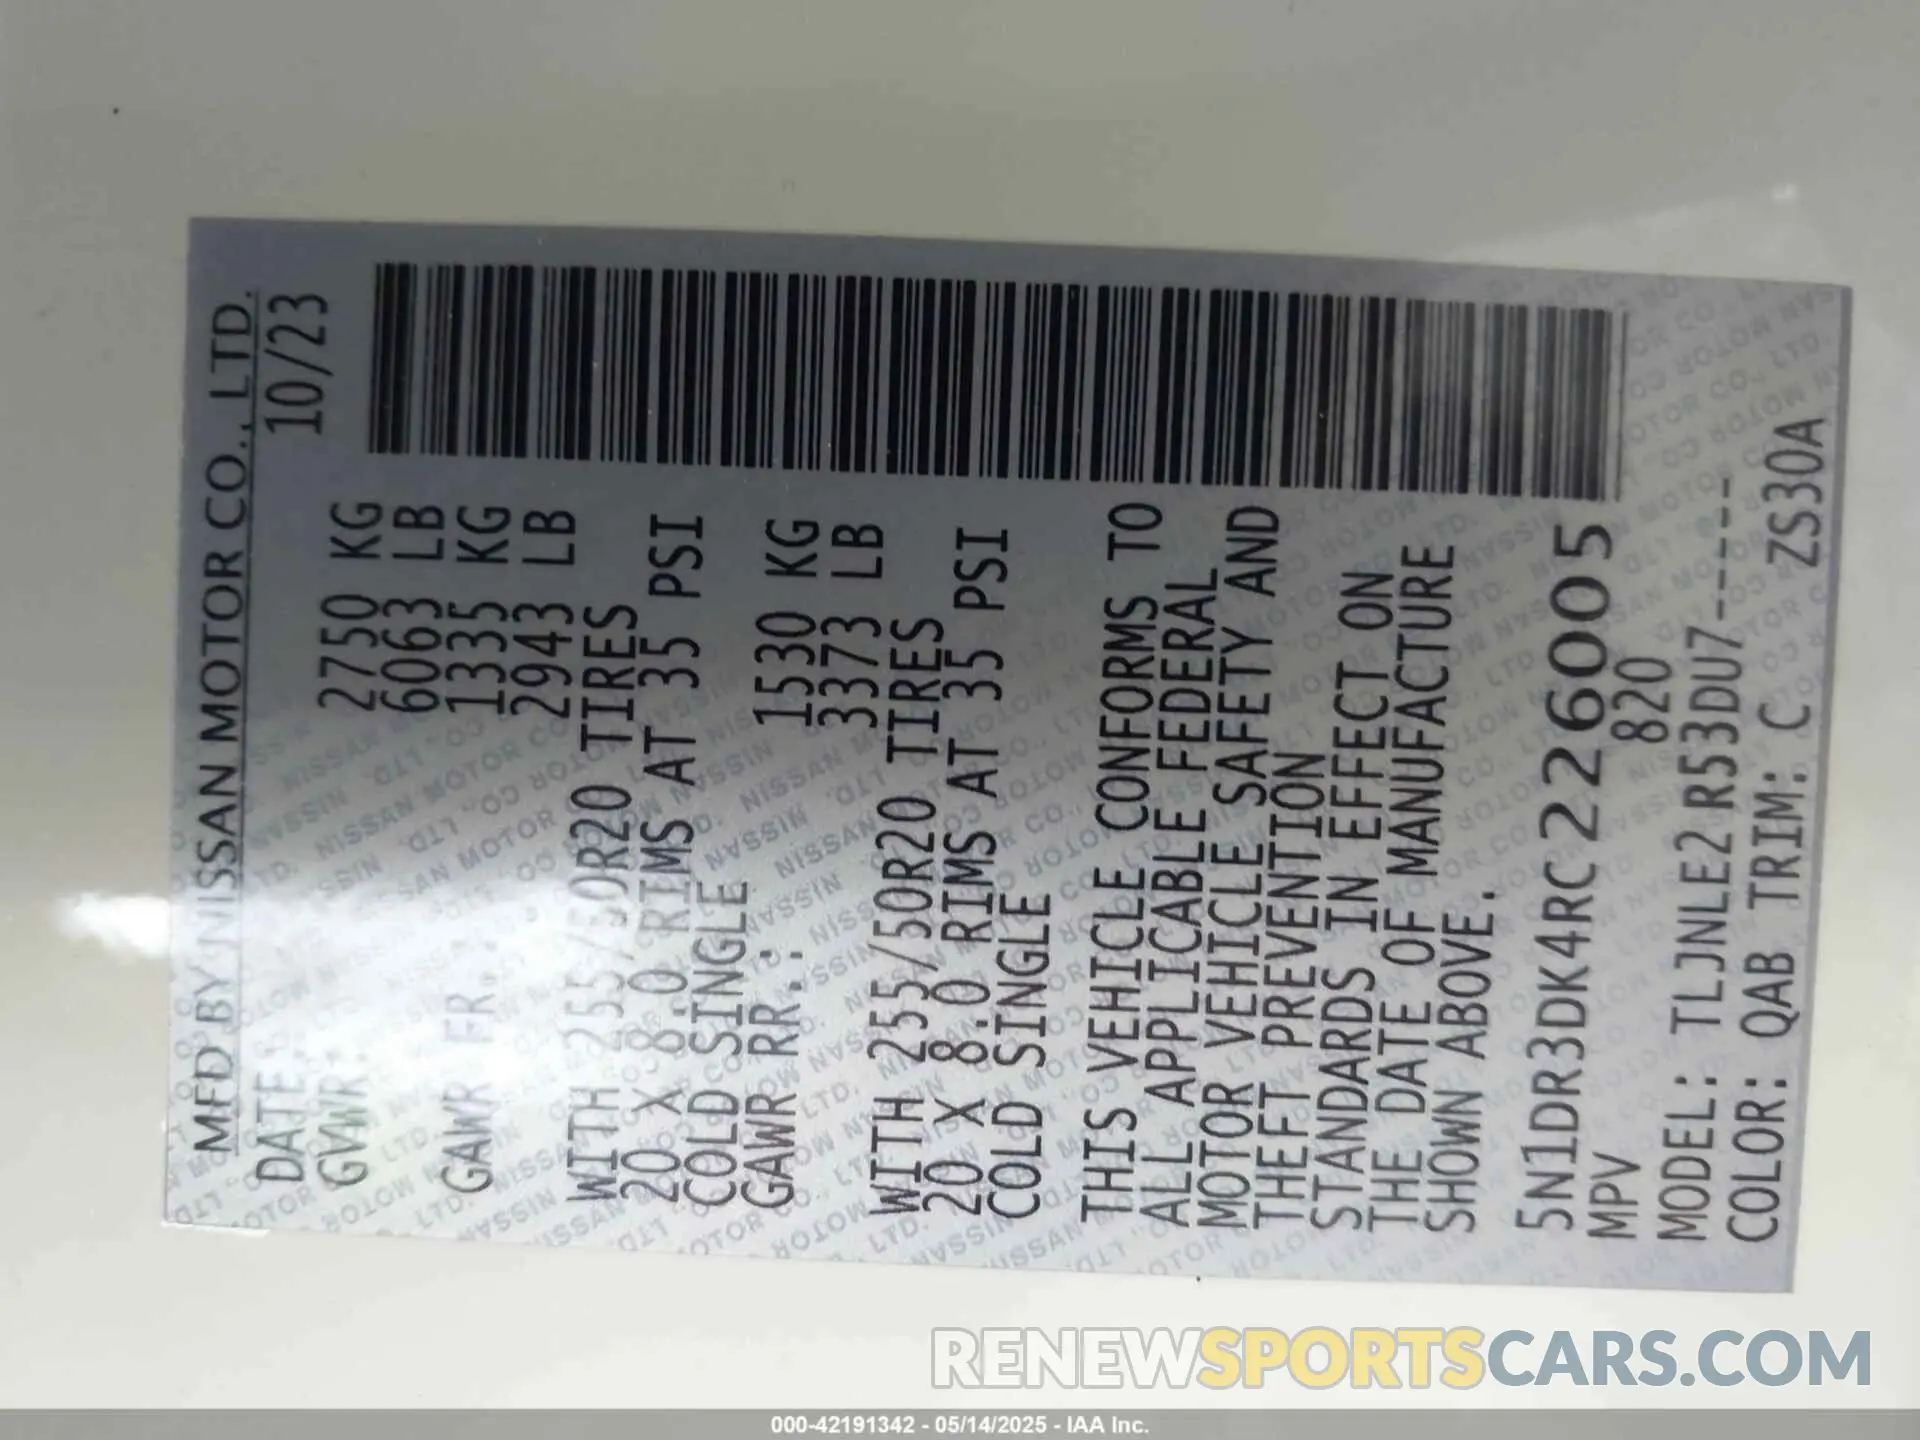 MFD BY NISSAN MOTOR CO., LTD.
DATE: 10/23
GVWR: 2750 KG
6063 LB
GAWR FR.: 1335 KG
2943 LB
WITH 255/50R20 TIRES
20 X 8.0 RIMS AT 35 PSI
COLD SINGLE
GAWR RR.: 1530 KG
3373 LB
WITH 255/50R20 TIRES
20 X 8.0 RIMS AT 35 PSI
COLD SINGLE
THIS VEHICLE CONFORMS TO
ALL APPLICABLE FEDERAL
MOTOR VEHICLE SAFETY AND
THEFT PREVENTION
STANDARDS IN EFFECT ON
THE DATE OF MANUFACTURE
SHOWN ABOVE.
5N1DR3DK4RC226005
MPV 820
MODEL: TLJNLE2 R53DU7-----
COLOR: QAB TRIM: C ZS30A
RENEWSPORTSCARS.COM
000-42191342 - 05/14/2025 - IAA Inc.